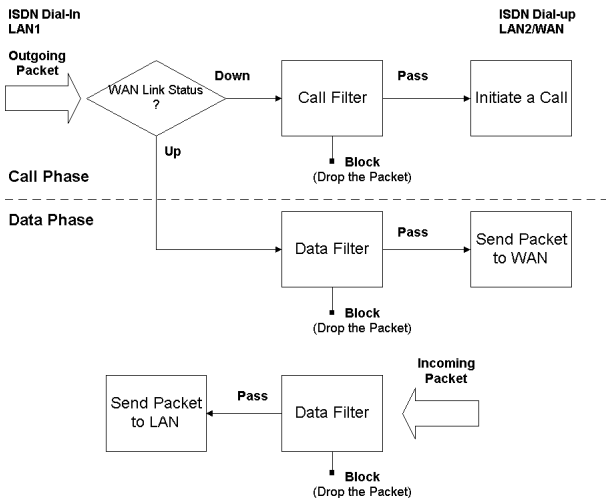 ISDN Dial-In
LAN1
ISDN Dial-up
LAN2/WAN
Outgoing
Packet
WAN Link Status
?
Down
Call Filter
Pass
Initiate a Call
Up
Block
(Drop the Packet)
Call Phase
Data Phase
Data Filter
Pass
Send Packet
to WAN
Block
(Drop the Packet)
Incoming
Packet
Send Packet
to LAN
Pass
Data Filter
Block
(Drop the Packet)